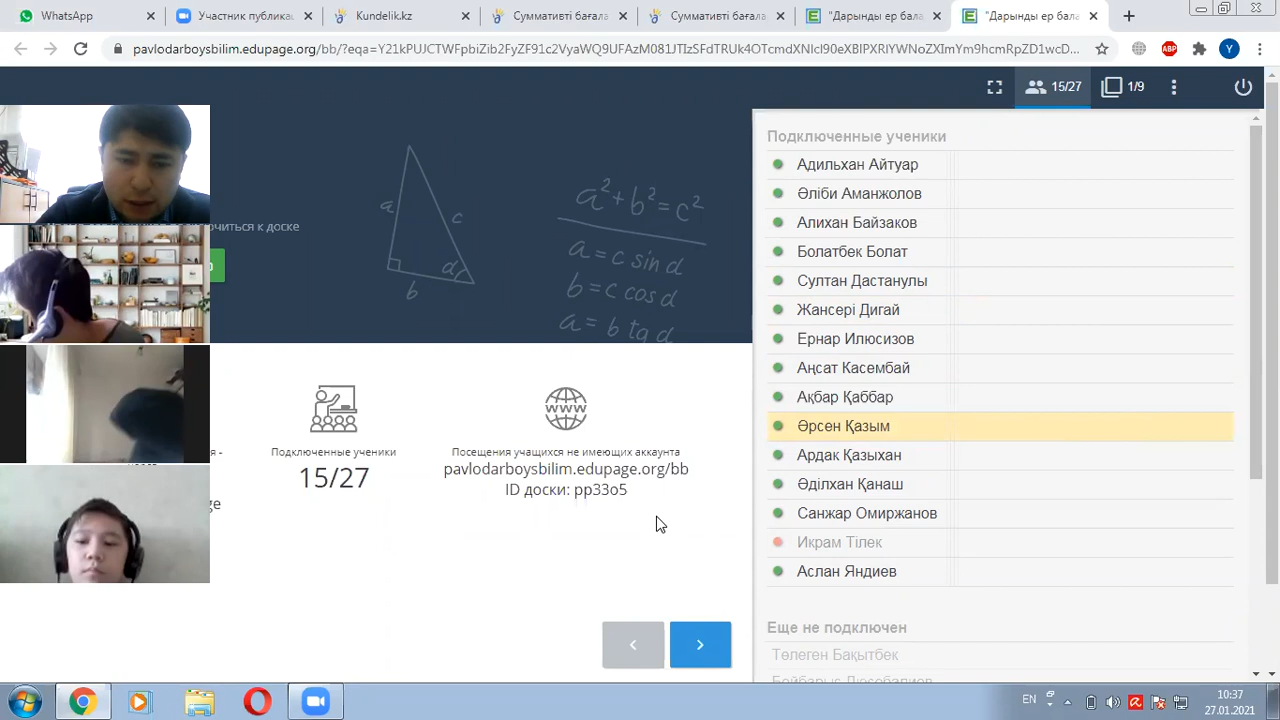 WhatsApp
Участник публика
Kundelik.kz
Суммативті бағала
Суммативті бағала
"Дарынды ер бала
"Дарынды ер бала
pavlodarboysbilim.edupage.org/bb/?eqa=
ABP
Y
15/27
1/9
Подключенные ученики
Адильхан Айтуар
Әліби Аманжолов
Алихан Байзаков
Болатбек Болат
Султан Дастанулы
Жансері Дигай
Ернар Илюсизов
Аңсат Касембай
Ақбар Қаббар
Әрсен Қазым
Ардак Қазыхан
Әділхан Қанаш
Санжар Омиржанов
Икрам Тілек
Аслан Яндиев
Еще не подключен
Төлеген Бақытбек
к доске
a
c
b
d
a²+b²=c²
a = c sin d
b = c cos d
a = b tg d
Подключенные ученики
15/27
WWW
Посещения учащихся не имеющих аккаунта
pavlodarboysbilim.edupage.org/bb
ID доски: pp33o5
EN
10:37
27.01.2021